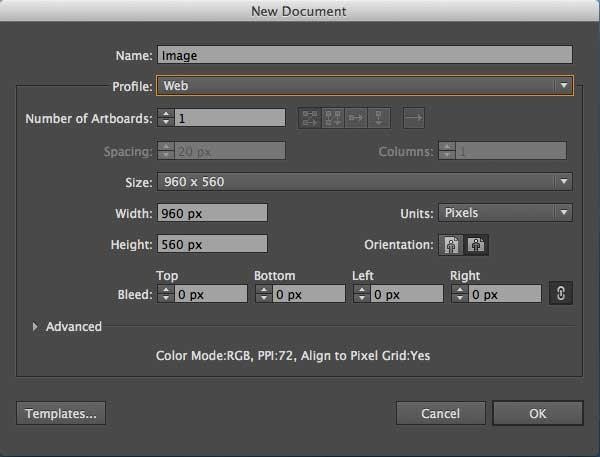 New Document
Name: Image
Profile: Web
Number of Artboards: 1
Spacing: 20 px Columns: 1
Size: 960 x 560
Width: 960 px Units: Pixels
Height: 560 px Orientation:
Top Bottom Left Right
Bleed: 0 px 0 px 0 px 0 px
Advanced
Color Mode:RGB, PPI:72, Align to Pixel Grid:Yes
Templates... Cancel OK